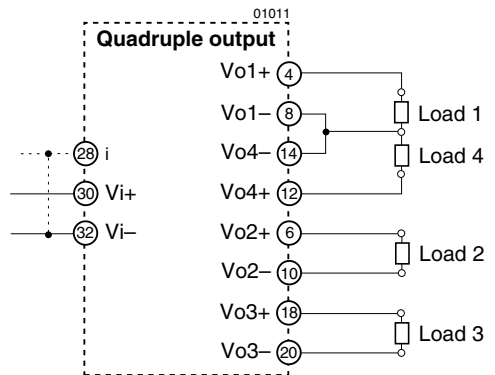 01011
Quadruple output
Vo1+ 4
Vo1– 8 Load 1
28 i Vo4– 14 Load 4
30 Vi+ Vo4+ 12
32 Vi– Vo2+ 6
Vo2– 10 Load 2
Vo3+ 18
Vo3– 20 Load 3